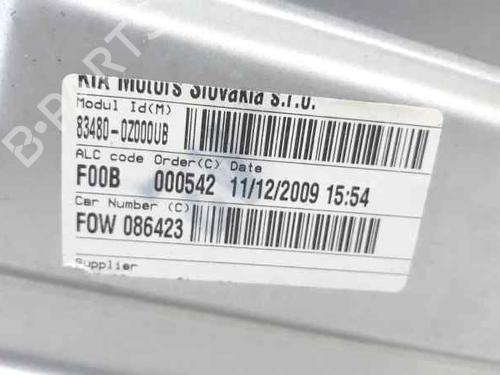 KIA Motors Slovakia s.r.o.
Modul Id(M)
83480-0Z000UB
ALC code Order(C) Date
F00B 000542 11/12/2009 15:54
Car Number (C)
FOW 086423
Supplier
B-PARTS